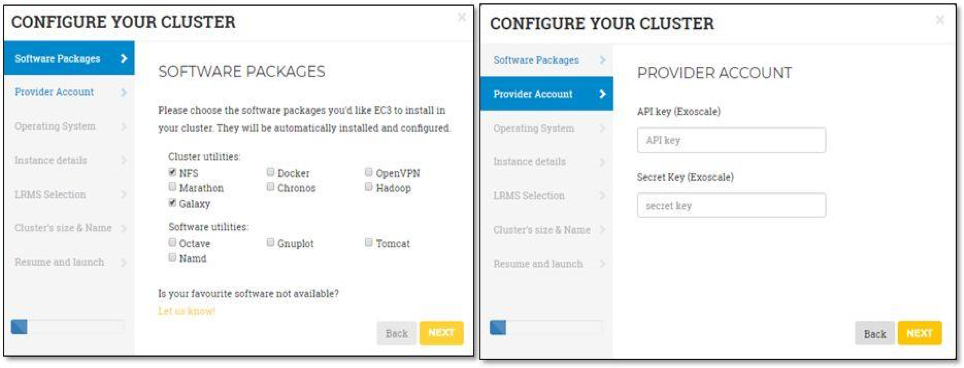 CONFIGURE YOUR CLUSTER
×
Software Packages
Provider Account
Operating System
Instance details
LRMS Selection
Cluster's size & Name
Resume and launch
SOFTWARE PACKAGES
Please choose the software packages you'd like EC3 to install in
your cluster. They will be automatically installed and configured.
Cluster utilities:
NFS Docker OpenVPN
Marathon Chronos Hadoop
Galaxy
Software utilities:
Octave Gnuplot Tomcat
Namd
Is your favourite software not available?
Let us know!
Back NEXT
CONFIGURE YOUR CLUSTER
×
Software Packages
Provider Account
Operating System
Instance details
LRMS Selection
Cluster's size & Name
Resume and launch
PROVIDER ACCOUNT
API key (Exoscale)
API key
Secret Key (Exoscale)
secret key
Back NEXT